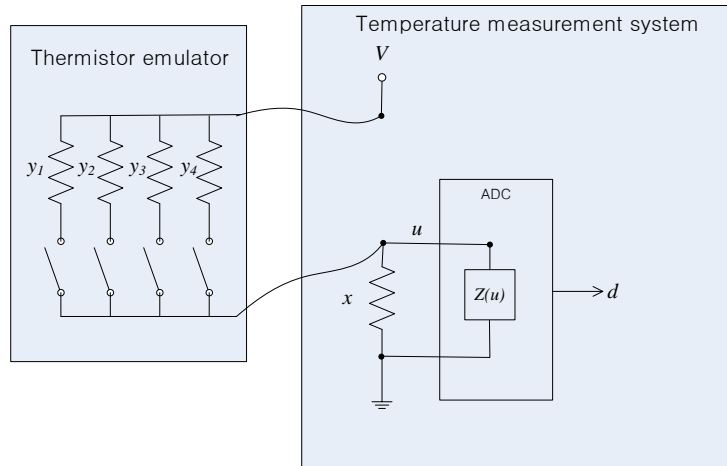 Temperature measurement system
Thermistor emulator
V
y1 y2 y3 y4
ADC
u
x
Z(u)
d